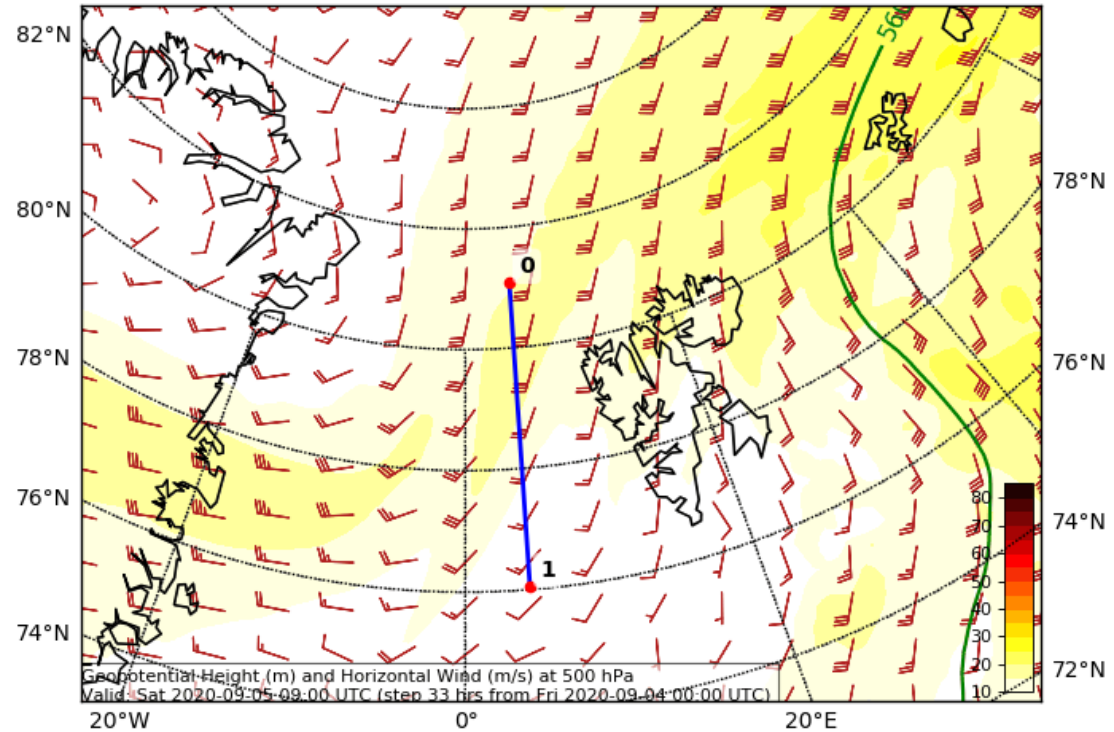 82°N
80°N
78°N
76°N
74°N
78°N
76°N
74°N
72°N
0
1
80
70
60
50
40
30
20
10
Geopotential Height (m) and Horizontal Wind (m/s) at 500 hPa
Valid: Sat 2020-09-05 09:00 UTC (step 33 hrs from Fri 2020-09-04 00:00 UTC)
20°W 0° 20°E